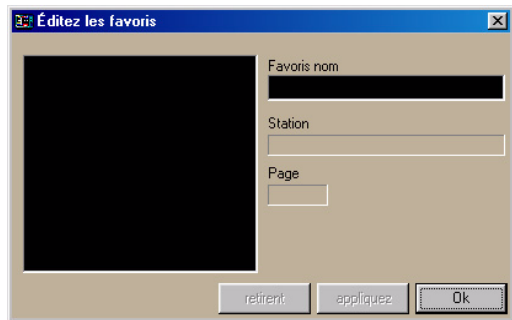 Éditez les favoris
Favoris nom
Station
Page
retirent appliquez Ok